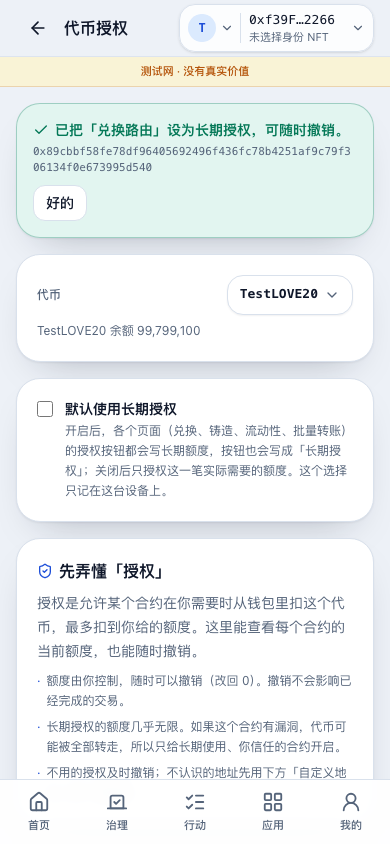 代币授权
T
0xf39F…2266
未选择身份 NFT
测试网 · 没有真实价值
已把「兑换路由」设为长期授权，可随时撤销。
0x89cbbf58fe78df96405692496f436fc78b4251af9c79f3
06134f0e673995d540
好的
代币
TestLOVE20
TestLOVE20 余额 99,799,100
默认使用长期授权
开启后，各个页面（兑换、铸造、流动性、批量转账）
的授权按钮都会写长期额度，按钮也会写成「长期授
权」；关闭后只授权这一笔实际需要的额度。这个选择
只记在这台设备上。
先弄懂「授权」
授权是允许某个合约在你需要时从钱包里扣这个代
币，最多扣到你给的额度。这里能查看每个合约的
当前额度，也能随时撤销。
· 额度由你控制，随时可以撤销（改回 0）。撤销不会影响已
经完成的交易。
· 长期授权的额度几乎无限。如果这个合约有漏洞，代币可
能被全部转走，所以只给长期使用、你信任的合约开启。
· 不用的授权及时撤销；不认识的地址先用下方「自定义地
首页
治理
行动
应用
我的